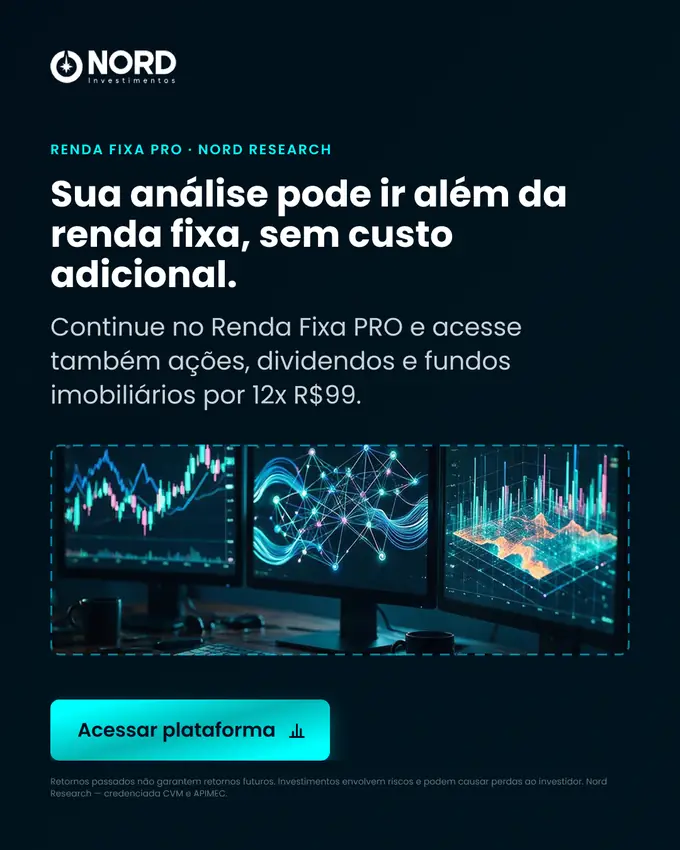 NORD
Investimentos
RENDA FIXA PRO · NORD RESEARCH
Sua análise pode ir além da
renda fixa, sem custo
adicional.
Continue no Renda Fixa PRO e acesse
também ações, dividendos e fundos
imobiliários por 12x R$99.
Acessar plataforma
Retornos passados não garantem retornos futuros. Investimentos envolvem riscos e podem causar perdas ao investidor. Nord
Research — credenciada CVM e APIMEC.